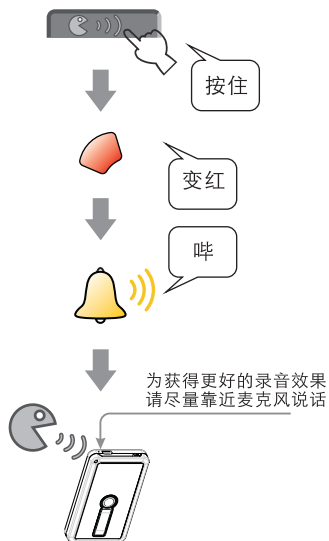 按住
变红
哔
为获得更好的录音效果
请尽量靠近麦克风说话